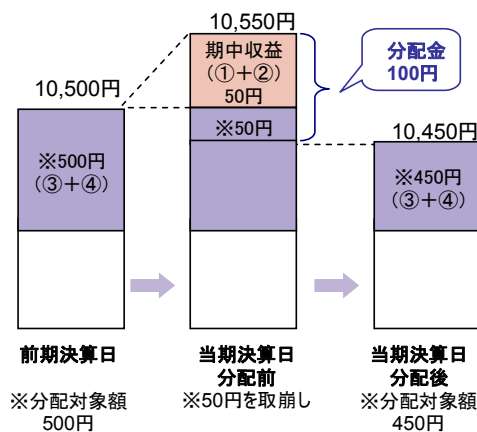 10,550円
期中収益
(①+②)
50円
分配金
100円
10,500円
※50円
10,450円
※500円
(③+④)
※450円
(③+④)
前期決算日
当期決算日
分配前
当期決算日
分配後
※分配対象額
500円
※50円を取崩し
※分配対象額
450円